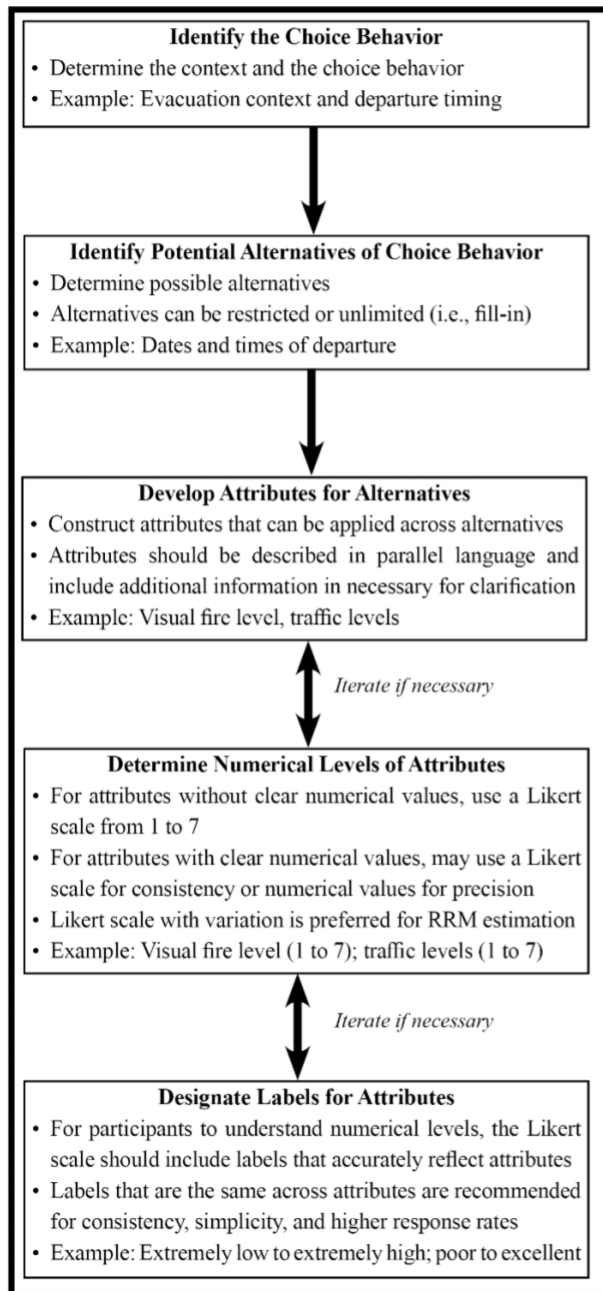 Identify the Choice Behavior
• Determine the context and the choice behavior
• Example: Evacuation context and departure timing
Identify Potential Alternatives of Choice Behavior
• Determine possible alternatives
• Alternatives can be restricted or unlimited (i.e., fill-in)
• Example: Dates and times of departure
Develop Attributes for Alternatives
• Construct attributes that can be applied across alternatives
• Attributes should be described in parallel language and
include additional information in necessary for clarification
• Example: Visual fire level, traffic levels
Iterate if necessary
Determine Numerical Levels of Attributes
• For attributes without clear numerical values, use a Likert
scale from 1 to 7
• For attributes with clear numerical values, may use a Likert
scale for consistency or numerical values for precision
• Likert scale with variation is preferred for RRM estimation
• Example: Visual fire level (1 to 7); traffic levels (1 to 7)
Iterate if necessary
Designate Labels for Attributes
• For participants to understand numerical levels, the Likert
scale should include labels that accurately reflect attributes
• Labels that are the same across attributes are recommended
for consistency, simplicity, and higher response rates
• Example: Extremely low to extremely high; poor to excellent